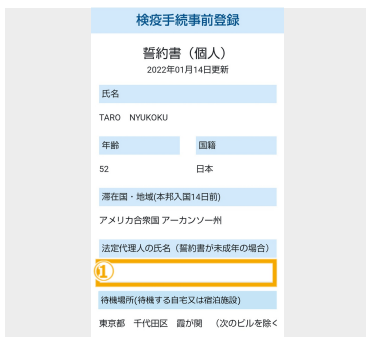 検疫手続事前登録
誓約書（個人）
2022年01月14日更新
氏名
TARO NYUKOKU
年齢 国籍
52 日本
滞在国・地域(本邦入国14日前)
アメリカ合衆国 アーカンソー州
法定代理人の氏名（誓約書が未成年の場合）
①
待機場所(待機する自宅又は宿泊施設)
東京都 千代田区 霞が関 （次のビルを除く